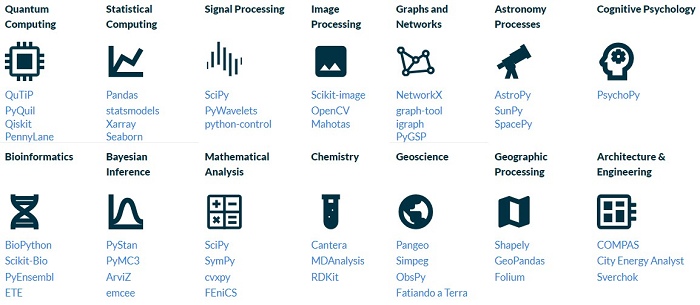 Quantum
Computing
QuTiP
PyQuil
Qiskit
PennyLane
Statistical
Computing
Pandas
statsmodels
Xarray
Seaborn
Signal Processing
SciPy
PyWavelets
python-control
Image
Processing
Scikit-image
OpenCV
Mahotas
Graphs and
Networks
NetworkX
graph-tool
igraph
PyGSP
Astronomy
Processes
AstroPy
SunPy
SpacePy
Cognitive Psychology
PsychoPy
Bioinformatics
BioPython
Scikit-Bio
PyEnsembl
ETE
Bayesian
Inference
PyStan
PyMC3
ArviZ
emcee
Mathematical
Analysis
SciPy
SymPy
cvxpy
FEniCS
Chemistry
Cantera
MDAnalysis
RDKit
Geoscience
Pangeo
Simpeg
ObsPy
Fatiando a Terra
Geographic
Processing
Shapely
GeoPandas
Folium
Architecture &
Engineering
COMPAS
City Energy Analyst
Sverchok